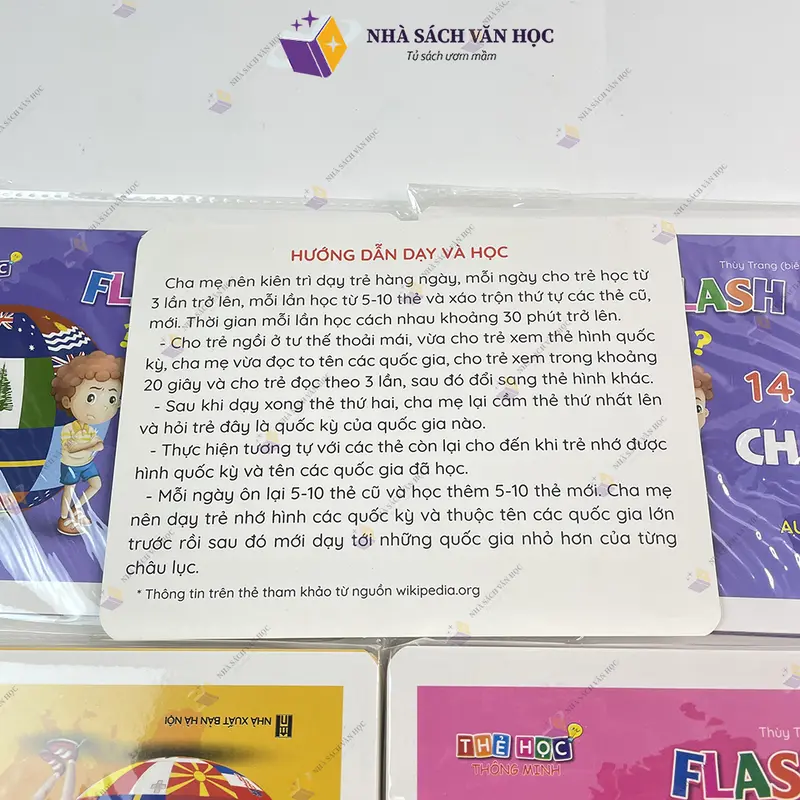 NHÀ SÁCH VĂN HỌC
Tủ sách ươm mầm
HƯỚNG DẪN DẠY VÀ HỌC
Cha mẹ nên kiên trì dạy trẻ hàng ngày, mỗi ngày cho trẻ học từ
3 lần trở lên, mỗi lần học từ 5-10 thẻ và xáo trộn thứ tự các thẻ cũ,
mới. Thời gian mỗi lần học cách nhau khoảng 30 phút trở lên.
- Cho trẻ ngồi ở tư thế thoải mái, vừa cho trẻ xem thẻ hình quốc
kỳ, cha mẹ vừa đọc to tên các quốc gia, cho trẻ xem trong khoảng
20 giây và cho trẻ đọc theo 3 lần, sau đó đổi sang thẻ hình khác.
- Sau khi dạy xong thẻ thứ hai, cha mẹ lại cầm thẻ thứ nhất lên
và hỏi trẻ đây là quốc kỳ của quốc gia nào.
- Thực hiện tương tự với các thẻ còn lại cho đến khi trẻ nhớ được
hình quốc kỳ và tên các quốc gia đã học.
- Mỗi ngày ôn lại 5-10 thẻ cũ và học thêm 5-10 thẻ mới. Cha mẹ
nên dạy trẻ nhớ hình các quốc kỳ và thuộc tên các quốc gia lớn
trước rồi sau đó mới dạy tới những quốc gia nhỏ hơn của từng
châu lục.
* Thông tin trên thẻ tham khảo từ nguồn wikipedia.org
Thùy Trang (biê
FL
LASH
14
CHÂ
AU
NHÀ XUẤT BẢN HÀ NỘI
THẺ HỌC
THÔNG MINH
Thùy T
FLASH